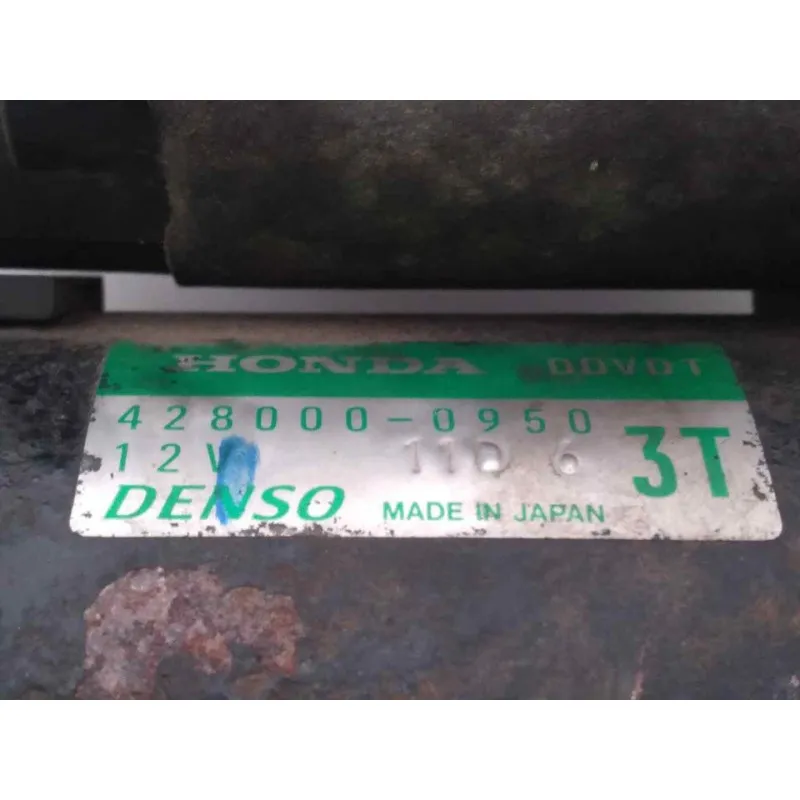 HONDA DDVDT
428000-0950
12V 11D 6 3T
DENSO MADE IN JAPAN